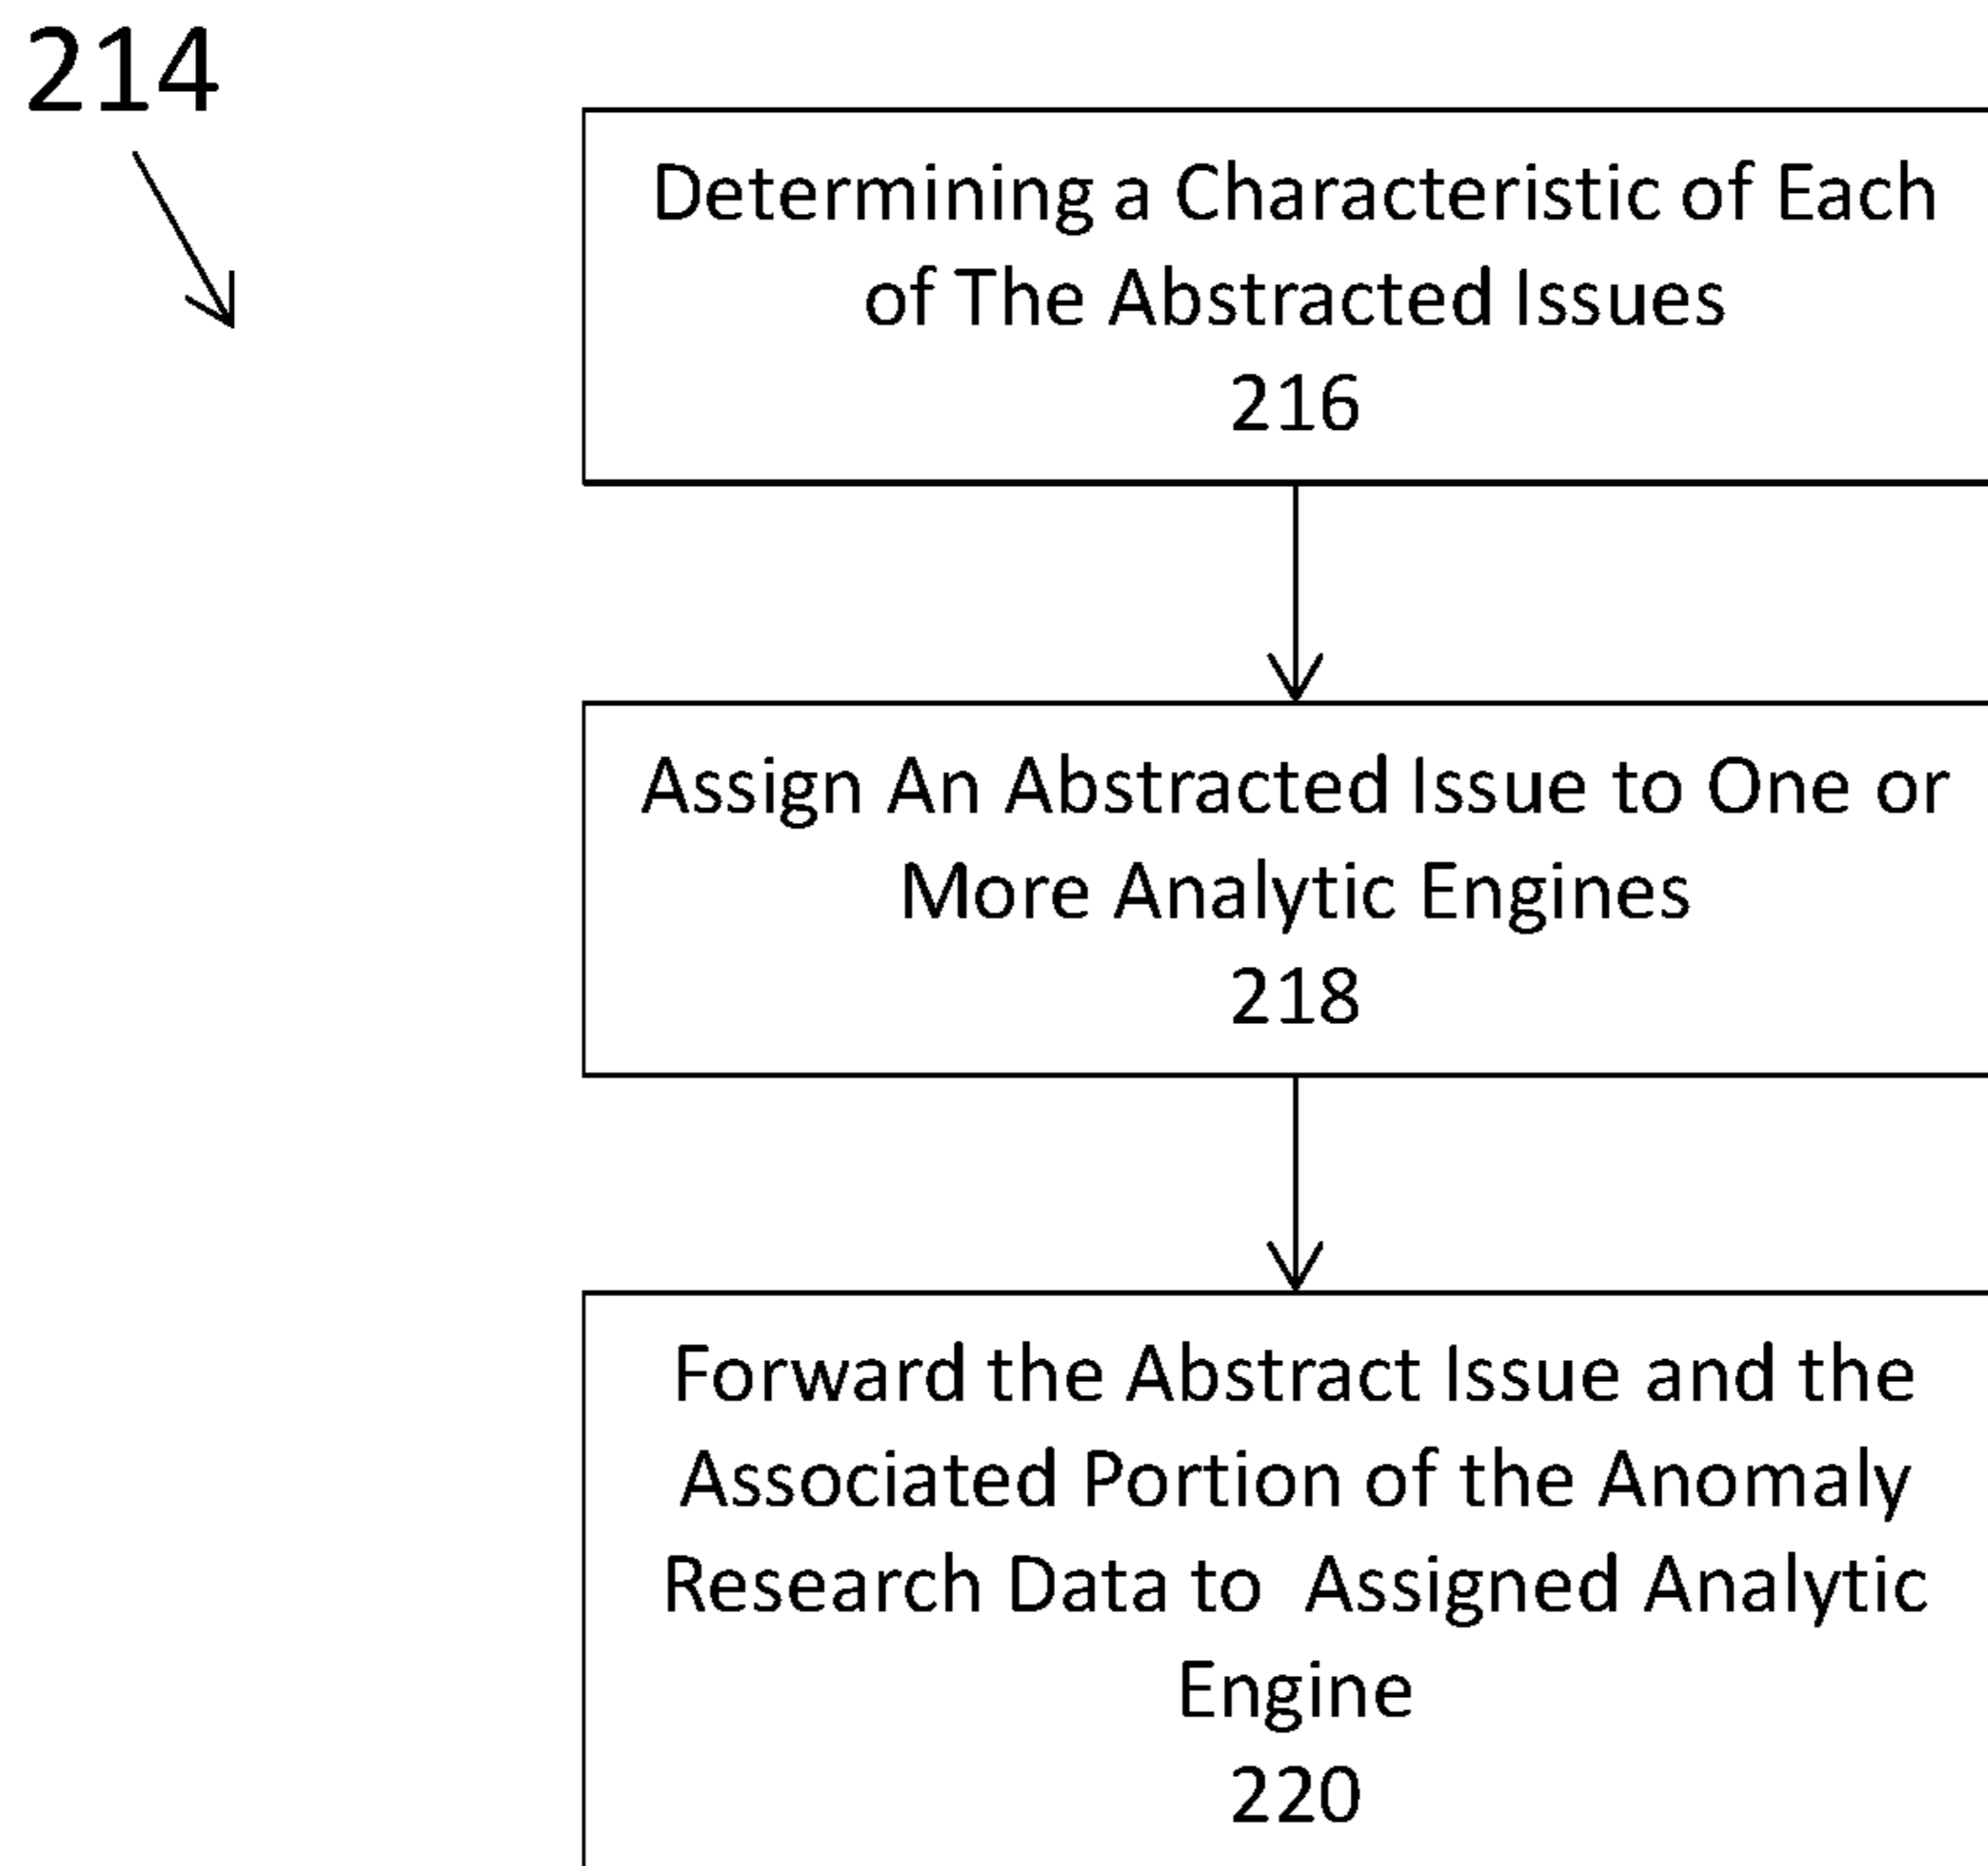 214
Determining a Characteristic of Each
of The Abstracted Issues
216
Assign An Abstracted Issue to One or
More Analytic Engines
218
Forward the Abstract Issue and the
Associated Portion of the Anomaly
Research Data to Assigned Analytic
Engine
220